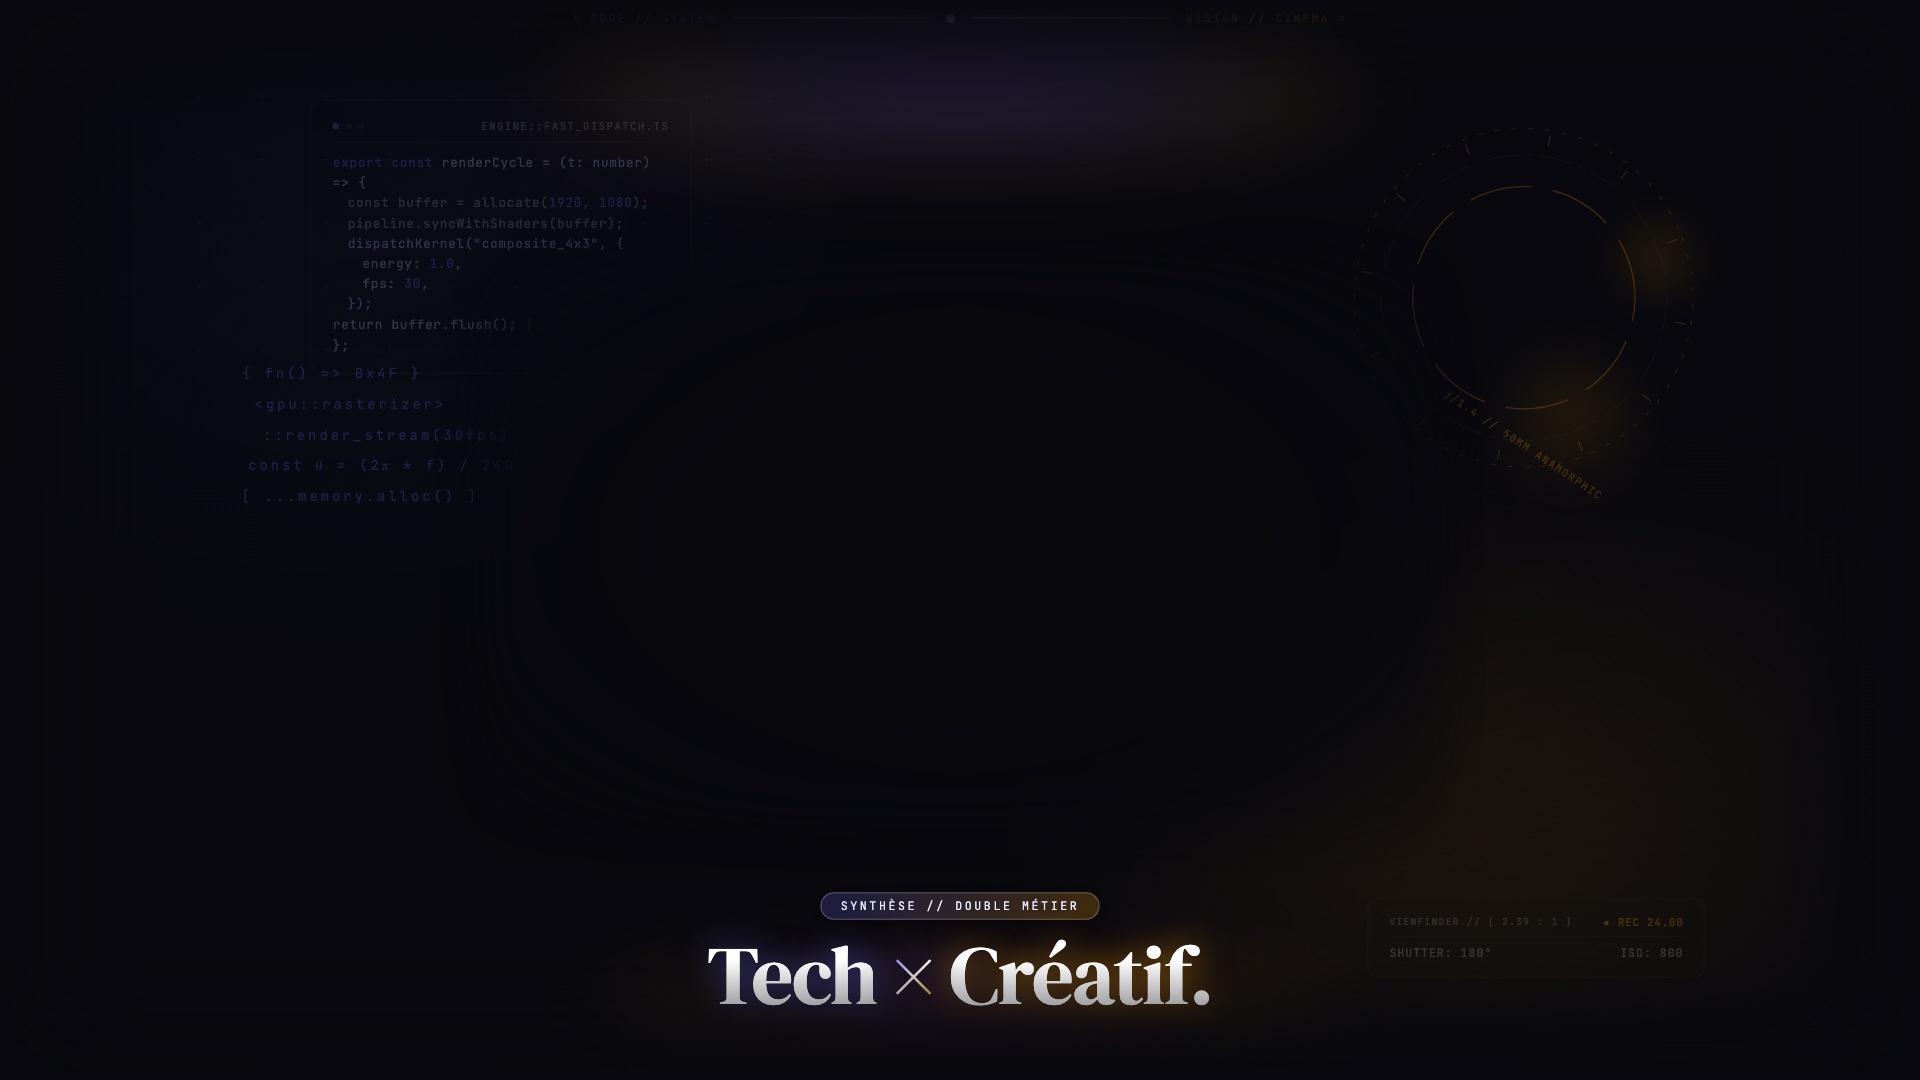 < CODE // SYSTEM
VISION // CINEMA >
ENGINE::FAST_DISPATCH.TS
export const renderCycle = (t: number)
=> {
const buffer = allocate(1920, 1080);
pipeline.syncWithShaders(buffer);
dispatchKernel("composite_4x3", {
energy: 1.0,
fps: 30,
});
return buffer.flush();
};
{ fn() => 0x4F }
<gpu::rasterizer>
::render_stream(30fps)
const θ = (2π * f) / 240
[ ...memory.alloc() ]
//1.4 // 50MM ANAMORPHIC
SYNTHÈSE // DOUBLE MÉTIER
Tech × Créatif.
VIEWFINDER // [ 2.39 : 1 ]
● REC 24.00
SHUTTER: 180°
ISO: 800